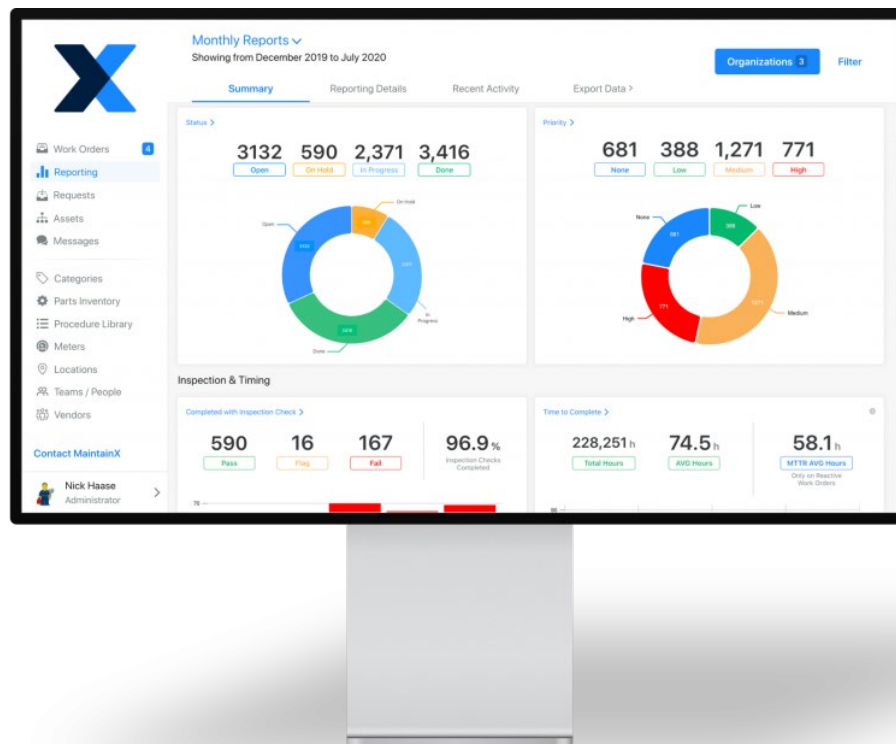 Monthly Reports
Showing from December 2019 to July 2020
Organizations 3
Filter
Summary
Reporting Details
Recent Activity
Export Data >
Work Orders 4
Reporting
Requests
Assets
Messages
Categories
Parts Inventory
Procedure Library
Meters
Locations
Teams / People
Vendors
Contact MaintainX
Nick Haase
Administrator
Status >
3132 590 2,371 3,416
Open On Hold In Progress Done
On Hold
Open
In
Progress
Done
Priority >
681 388 1,271 771
None Low Medium High
Low
None
388
681
1271
771
Medium
High
Inspection & Timing
Completed with Inspection Check >
590 16 167 96.9 %
Pass Flag Fail
Inspection Checks
Completed
70
Time to Complete >
228,251 h 74.5 h 58.1 h
Total Hours AVG Hours MTTR AVG Hours
Only on Reactive
Work Orders